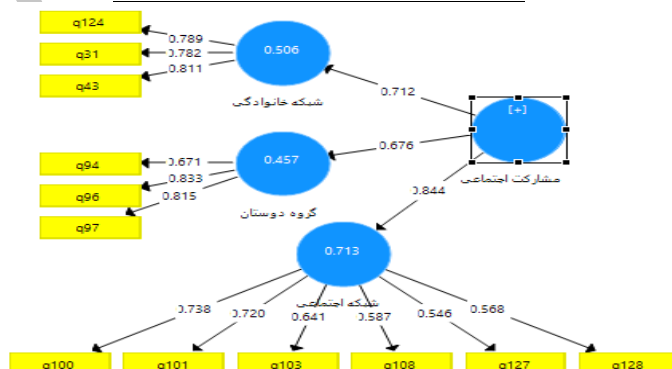 q124
0.789
0.506
q31
0.782
q43
0.811
شبکه خانوادگی
0.712
[+]
مشارکت اجتماعی
0.676
q94
0.671
0.457
q96
0.833
q97
0.815
گروه دوستان
0.844
0.713
شبکه اجتماعی
0.738
0.720
0.641
0.587
0.546
0.568
q100
q101
q103
q108
q127
q128